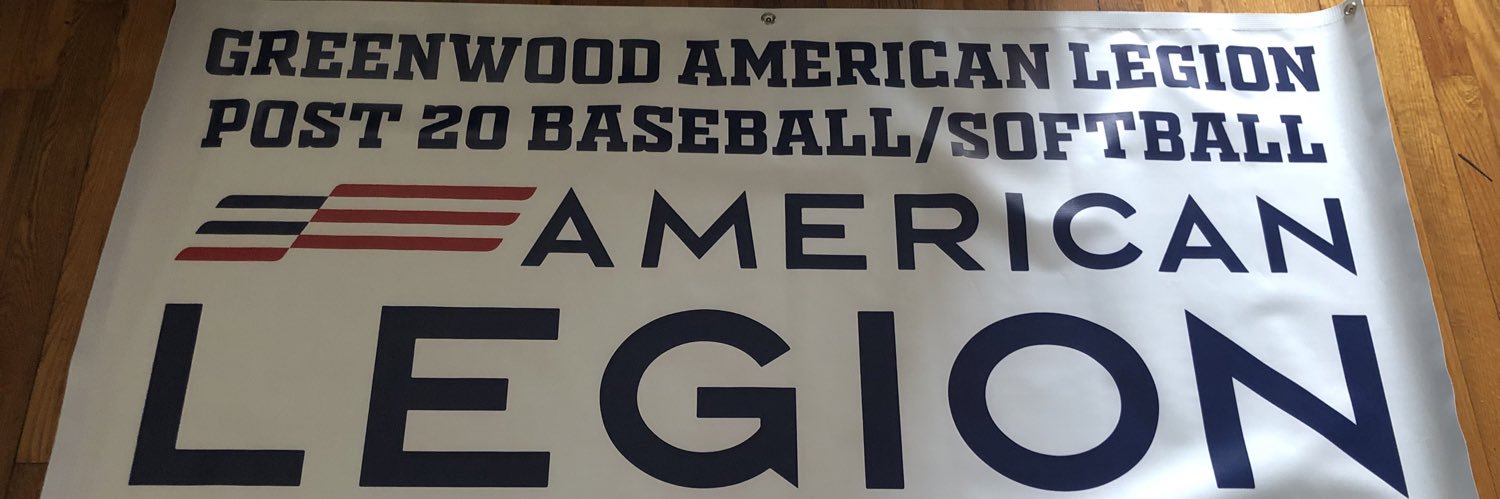 GREENWOOD AMERICAN LEGION
POST 20 BASEBALL/SOFTBALL
AMERICAN
LEGION